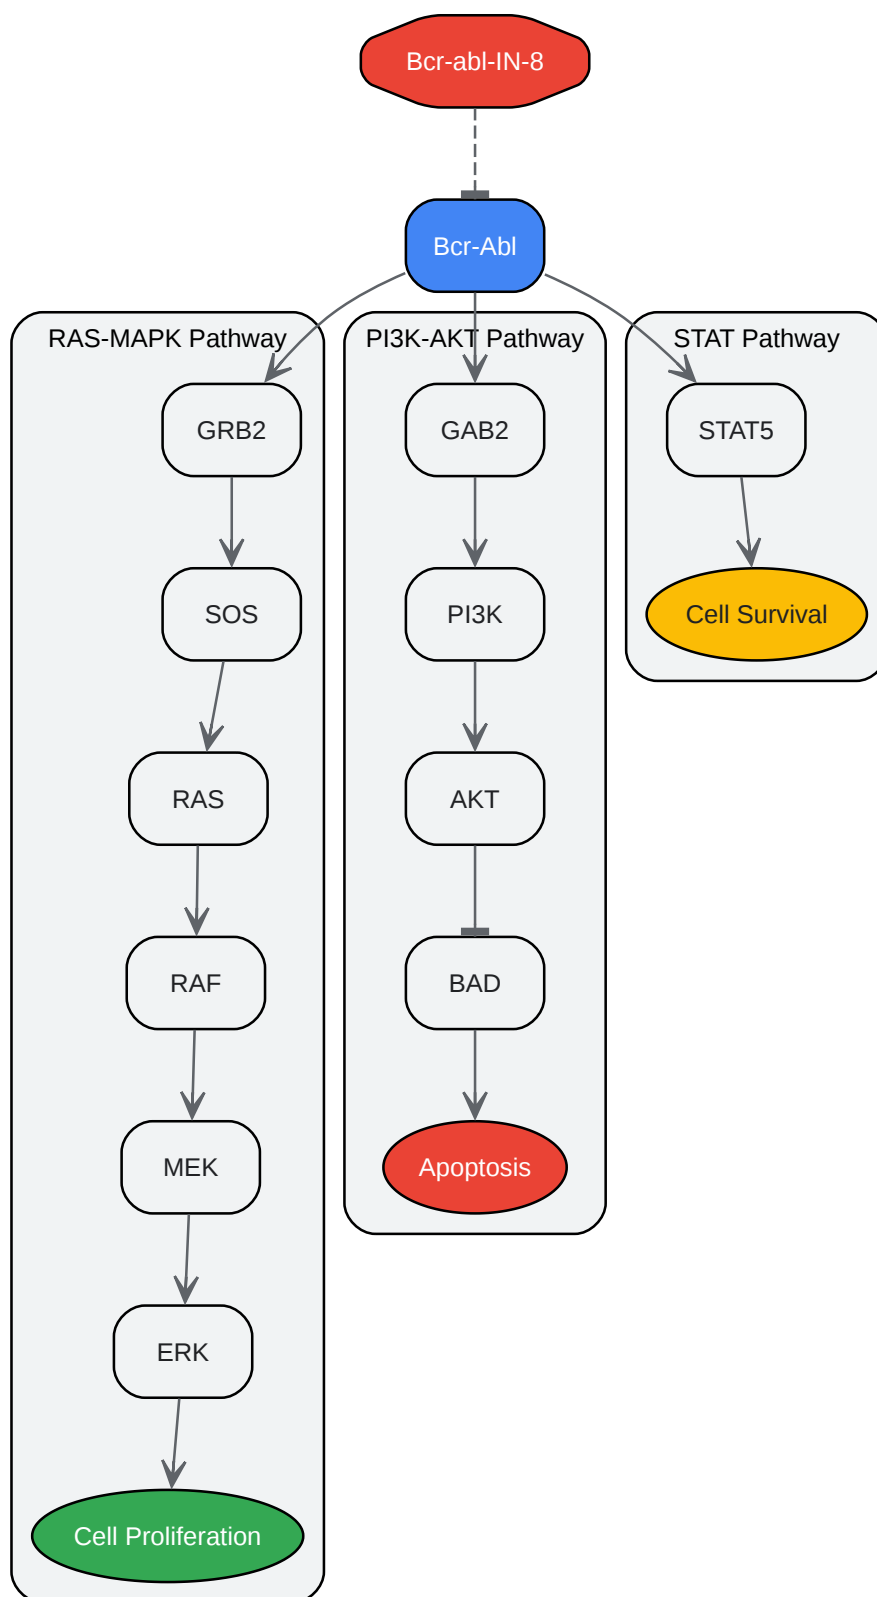 Bcr-abl-IN-8
Bcr-Abl
RAS-MAPK Pathway
GRB2
SOS
RAS
RAF
MEK
ERK
Cell Proliferation
PI3K-AKT Pathway
GAB2
PI3K
AKT
BAD
Apoptosis
STAT Pathway
STAT5
Cell Survival